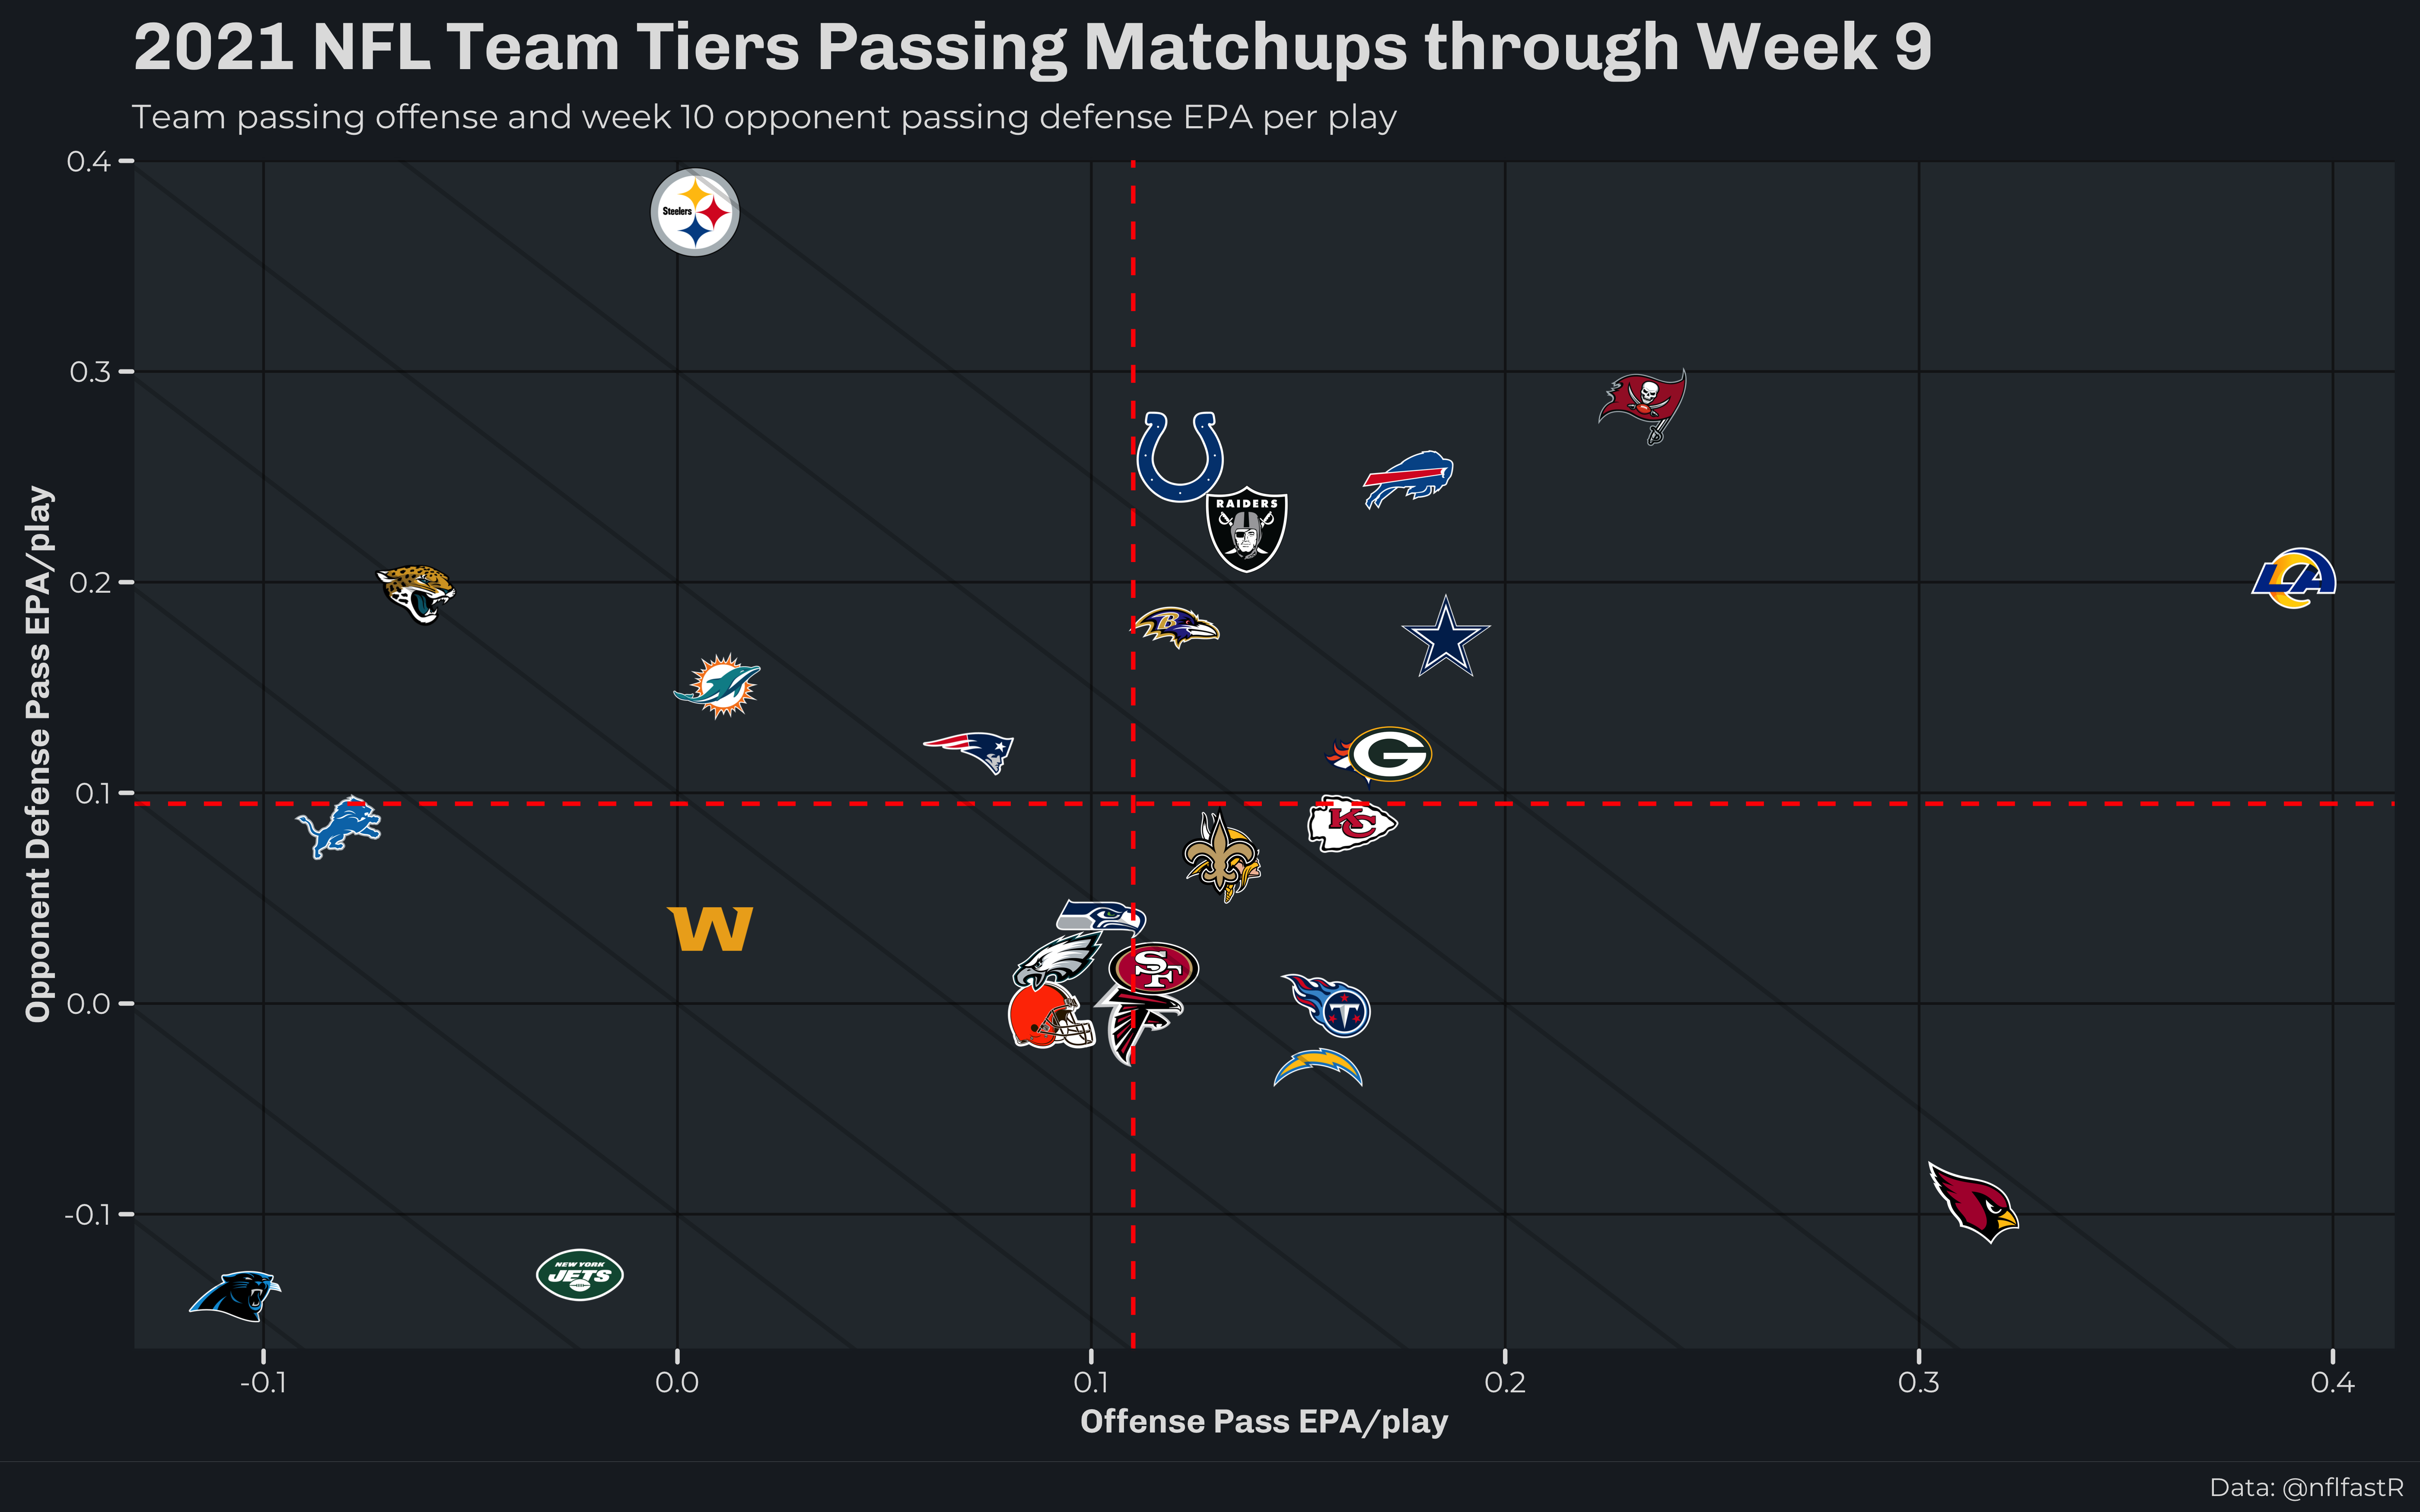 2021 NFL Team Tiers Passing Matchups through Week 9
Team passing offense and week 10 opponent passing defense EPA per play
Opponent Defense Pass EPA/play
0.4
0.3
0.2
0.1
0.0
-0.1
Steelers
RAIDERS
B
LA
G
KC
W
SF
T
NEW YORK
JETS
-0.1
0.0
0.1
0.2
0.3
0.4
Offense Pass EPA/play
Data: @nflfastR